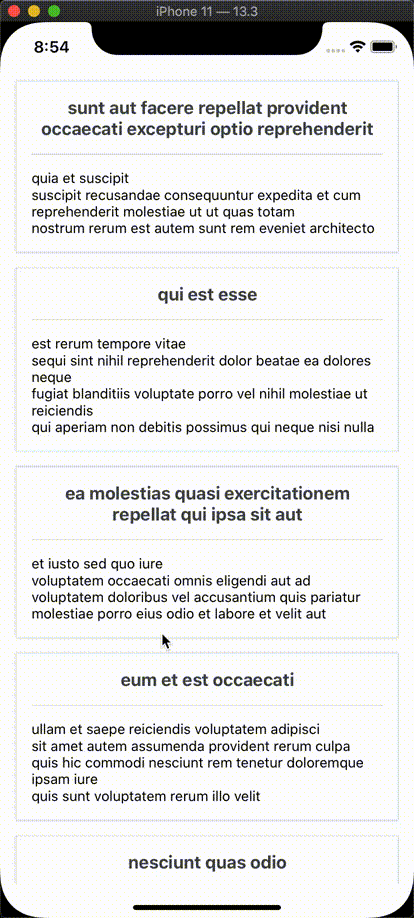 iPhone 11 — 13.3
8:54
sunt aut facere repellat provident
occaecati excepturi optio reprehenderit
quia et suscipit
suscipit recusandae consequuntur expedita et cum
reprehenderit molestiae ut ut quas totam
nostrum rerum est autem sunt rem eveniet architecto
qui est esse
est rerum tempore vitae
sequi sint nihil reprehenderit dolor beatae ea dolores
neque
fugiat blanditiis voluptate porro vel nihil molestiae ut
reiciendis
qui aperiam non debitis possimus qui neque nisi nulla
ea molestias quasi exercitationem
repellat qui ipsa sit aut
et iusto sed quo iure
voluptatem occaecati omnis eligendi aut ad
voluptatem doloribus vel accusantium quis pariatur
molestiae porro eius odio et labore et velit aut
eum et est occaecati
ullam et saepe reiciendis voluptatem adipisci
sit amet autem assumenda provident rerum culpa
quis hic commodi nesciunt rem tenetur doloremque
ipsam iure
quis sunt voluptatem rerum illo velit
nesciunt quas odio